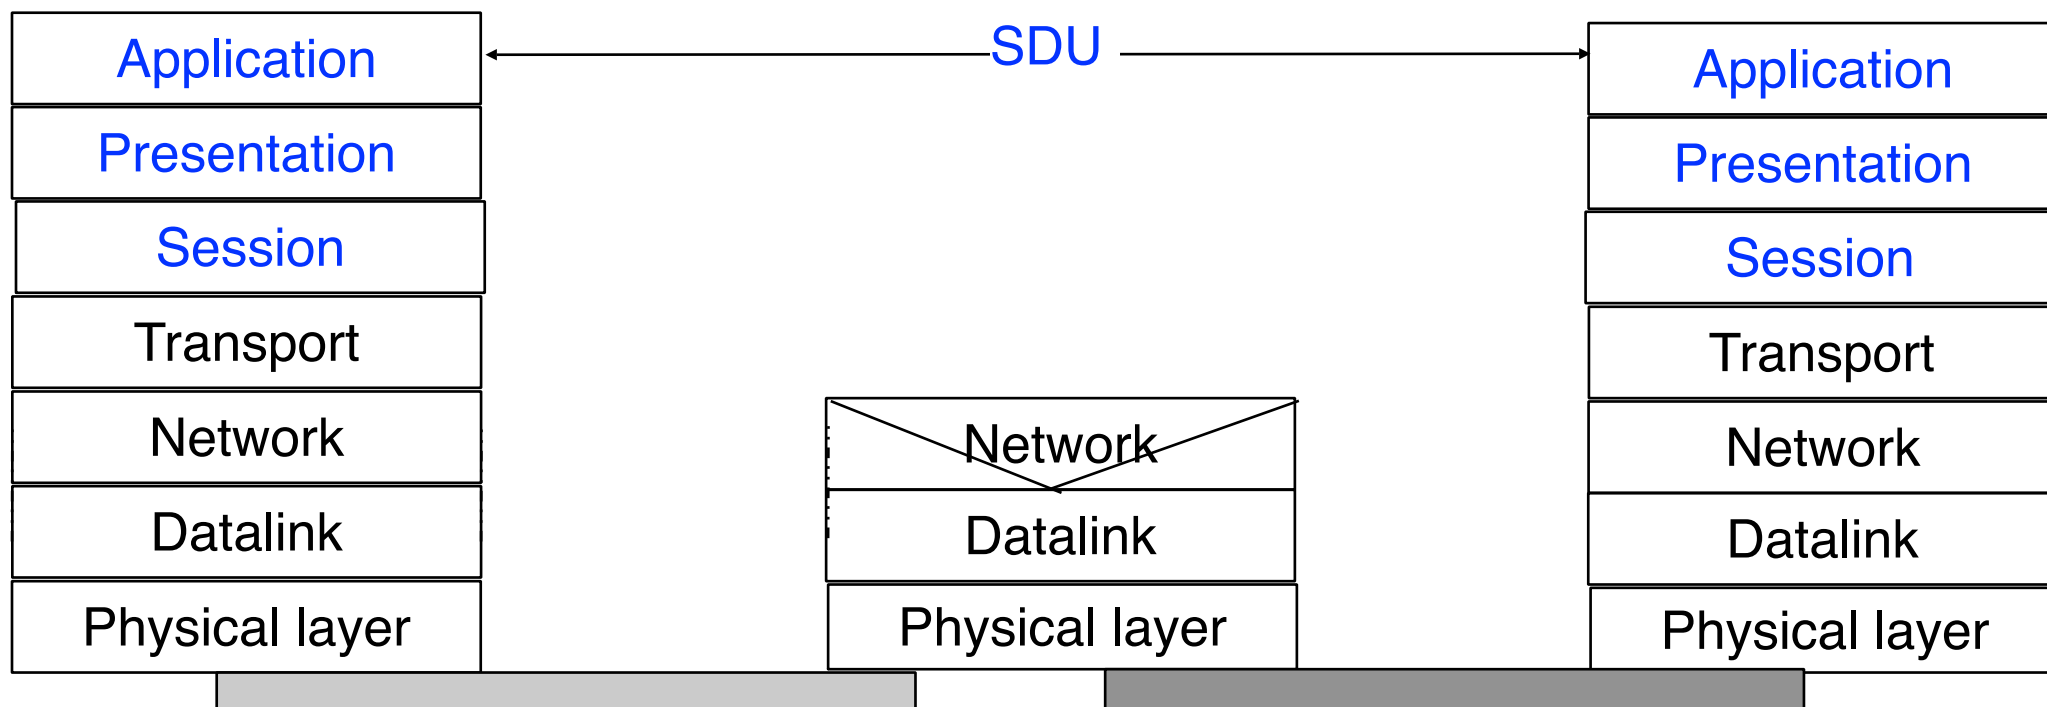 Application
Presentation
Session
Transport
Network
Datalink
Physical layer
SDU
Network
Datalink
Physical layer
Application
Presentation
Session
Transport
Network
Datalink
Physical layer